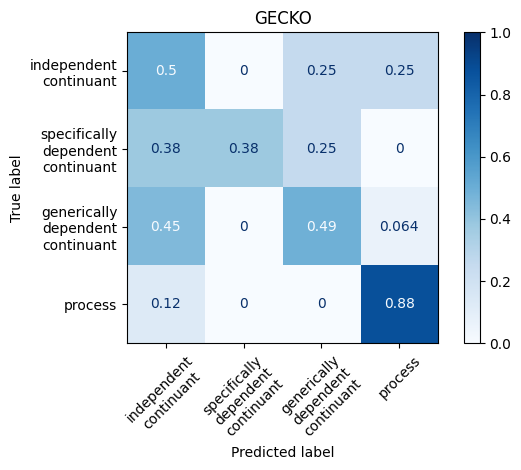 GECKO
True label
independent
continuant
0.5
0
0.25
0.25
specifically
dependent
continuant
0.38
0.38
0.25
0
generically
dependent
continuant
0.45
0
0.49
0.064
process
0.12
0
0
0.88
independent
continuant
specifically
dependent
continuant
generically
dependent
continuant
process
Predicted label
1.0
0.8
0.6
0.4
0.2
0.0